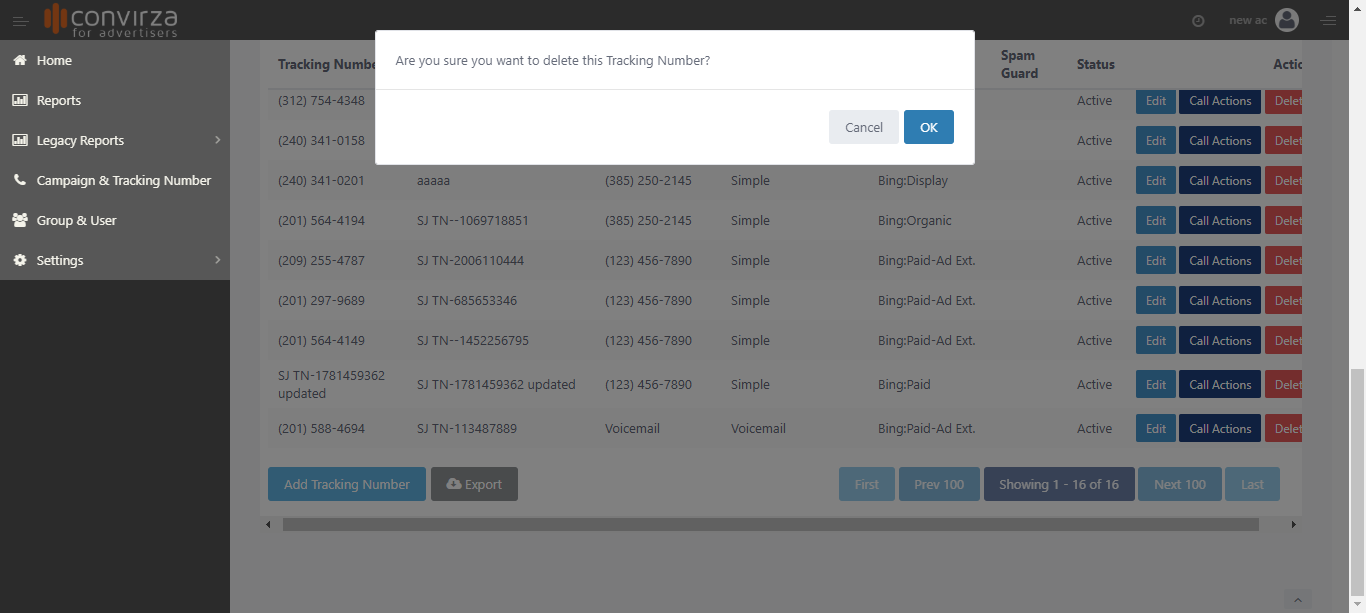 convirza
for advertisers
new ac
Home
Reports
Legacy Reports
Campaign & Tracking Number
Group & User
Settings
Are you sure you want to delete this Tracking Number?
Cancel OK
Tracking Numbe Spam Guard Status Actic
(312) 754-4348 Active Edit Call Actions Delet
(240) 341-0158 Active Edit Call Actions Delet
(240) 341-0201 aaaaa (385) 250-2145 Simple Bing:Display Active Edit Call Actions Delet
(201) 564-4194 SJ TN--1069718851 (385) 250-2145 Simple Bing:Organic Active Edit Call Actions Delet
(209) 255-4787 SJ TN-2006110444 (123) 456-7890 Simple Bing:Paid-Ad Ext. Active Edit Call Actions Delet
(201) 297-9689 SJ TN-685653346 (123) 456-7890 Simple Bing:Paid-Ad Ext. Active Edit Call Actions Delet
(201) 564-4149 SJ TN--1452256795 (123) 456-7890 Simple Bing:Paid-Ad Ext. Active Edit Call Actions Delet
SJ TN-1781459362 updated SJ TN-1781459362 updated (123) 456-7890 Simple Bing:Paid Active Edit Call Actions Delet
(201) 588-4694 SJ TN-113487889 Voicemail Voicemail Bing:Paid-Ad Ext. Active Edit Call Actions Delet
Add Tracking Number Export First Prev 100 Showing 1 - 16 of 16 Next 100 Last